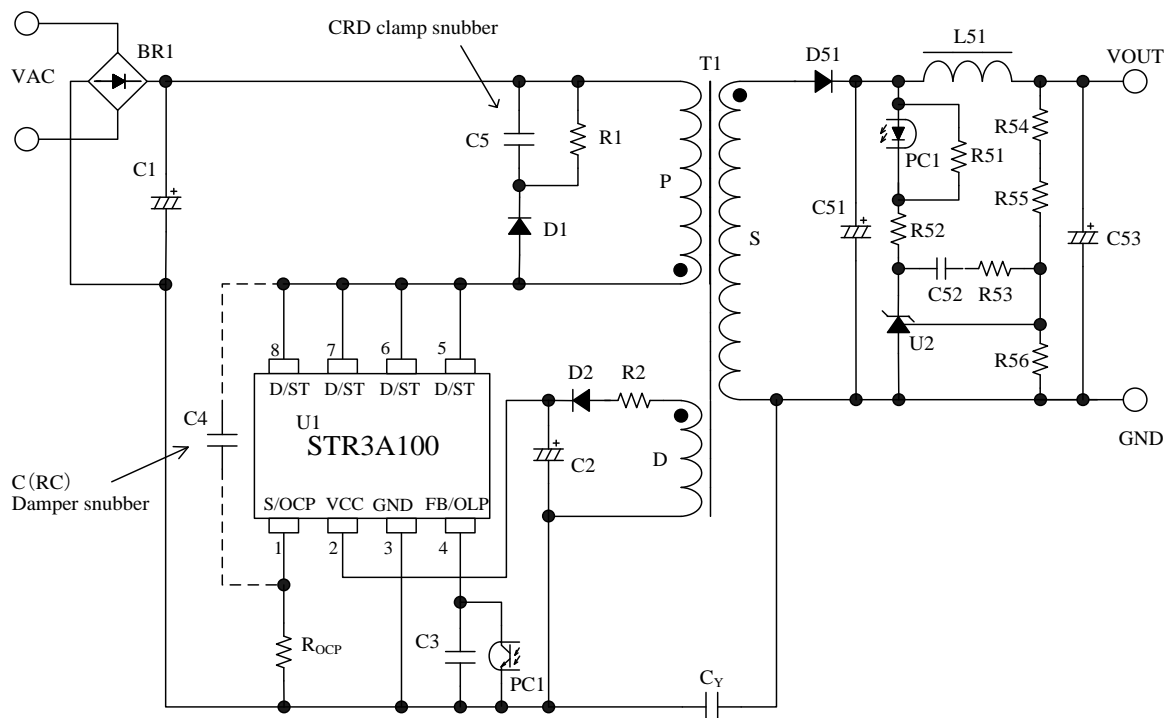 CRD clamp snubber
VAC
BR1
T1
D51
L51
VOUT
C1
C5
R1
P
D1
S
C51
PC1
R51
R52
R54
R55
C53
C52
R53
U2
R56
GND
8
7
6
5
D/ST
D/ST
D/ST
D/ST
C4
U1
STR3A100
D2
R2
C2
D
C(RC)
Damper snubber
S/OCP
VCC
GND
FB/OLP
1
2
3
4
ROCP
C3
PC1
CY